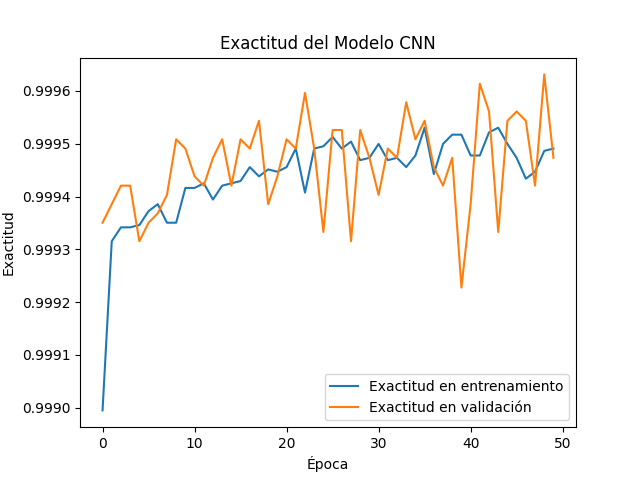 Exactitud del Modelo CNN
0.9996
0.9995
0.9994
0.9993
0.9992
0.9991
0.9990
Exactitud
Exactitud en entrenamiento
Exactitud en validación
0 10 20 30 40 50
Época